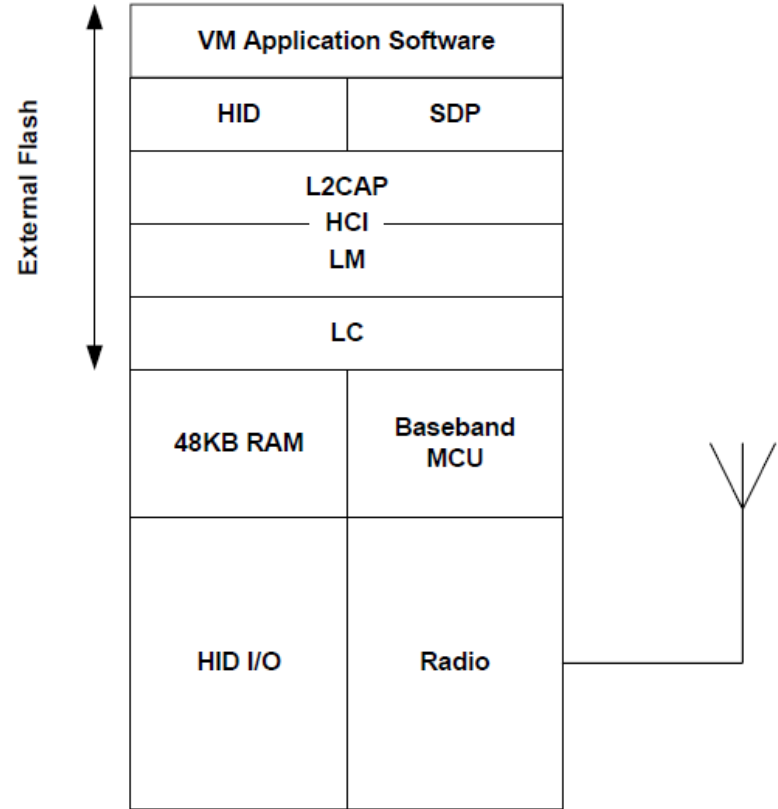 VM Application Software
External Flash
HID
SDP
L2CAP
HCI
LM
LC
48KB RAM
Baseband
MCU
HID I/O
Radio